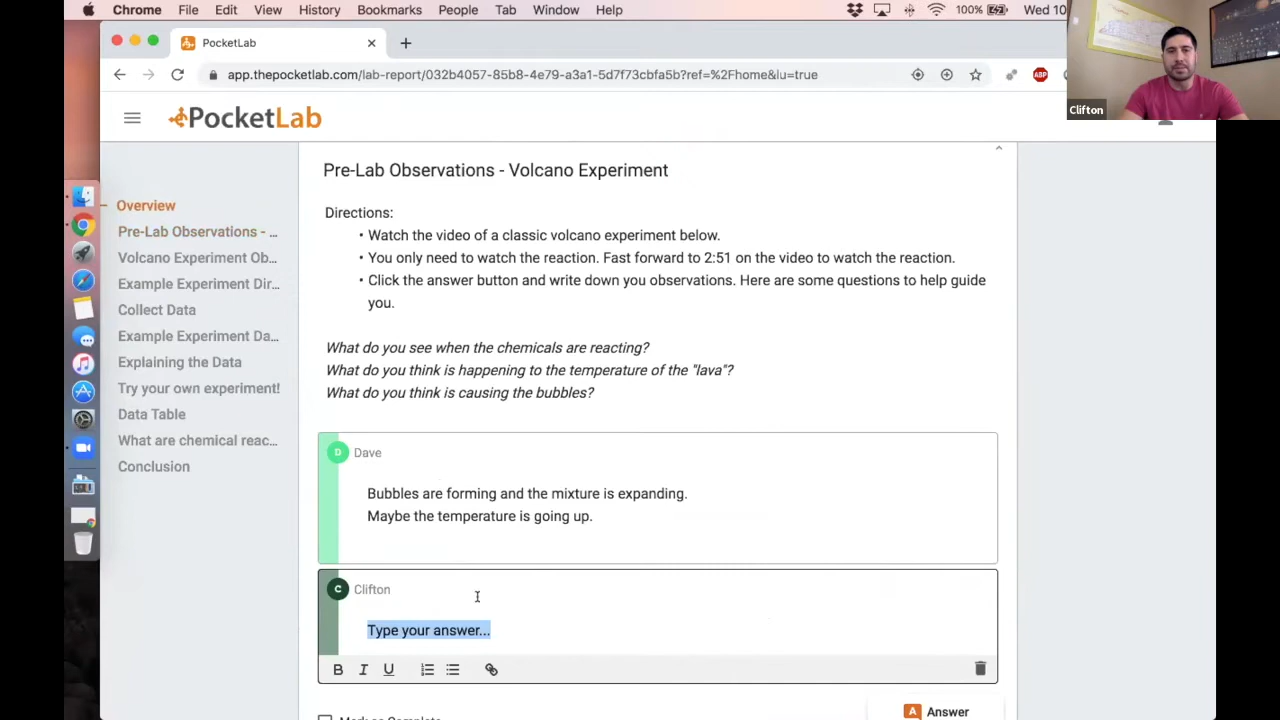 Chrome File Edit View History Bookmarks People Tab Window Help 100% Wed 10
PocketLab
app.thepocketlab.com/lab-report/032b4057-85b8-4e79-a3a1-5d7f73cbfa5b?ref=%2Fhome&iu=true
ABP
Clifton
PocketLab
Overview
Pre-Lab Observations - ...
Volcano Experiment Ob...
Example Experiment Dir...
Collect Data
Example Experiment Da...
Explaining the Data
Try your own experiment!
Data Table
What are chemical reac...
Conclusion
Pre-Lab Observations - Volcano Experiment
Directions:
• Watch the video of a classic volcano experiment below.
• You only need to watch the reaction. Fast forward to 2:51 on the video to watch the reaction.
• Click the answer button and write down you observations. Here are some questions to help guide
you.
What do you see when the chemicals are reacting?
What do you think is happening to the temperature of the "lava"?
What do you think is causing the bubbles?
D Dave
Bubbles are forming and the mixture is expanding.
Maybe the temperature is going up.
C Clifton
Type your answer...
B I U
Mark as Complete
A Answer